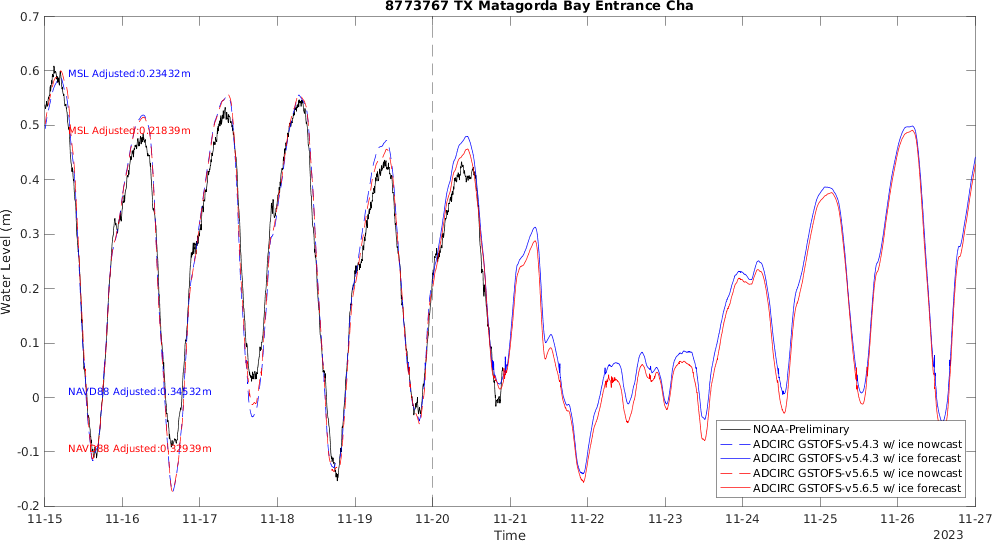 8773767 TX Matagorda Bay Entrance Cha
0.7
0.6
0.5
0.4
0.3
0.2
0.1
0
-0.1
-0.2
Water Level (m)
MSL Adjusted:0.23432m
MSL Adjusted:0.21839m
NAVD88 Adjusted:0.34532m
NAVD88 Adjusted:0.32939m
NOAA-Preliminary
ADCIRC GSTOFS-v5.4.3 w/ ice nowcast
ADCIRC GSTOFS-v5.4.3 w/ ice forecast
ADCIRC GSTOFS-v5.6.5 w/ ice nowcast
ADCIRC GSTOFS-v5.6.5 w/ ice forecast
11-15 11-16 11-17 11-18 11-19 11-20 11-21 11-22 11-23 11-24 11-25 11-26 11-27
Time
2023